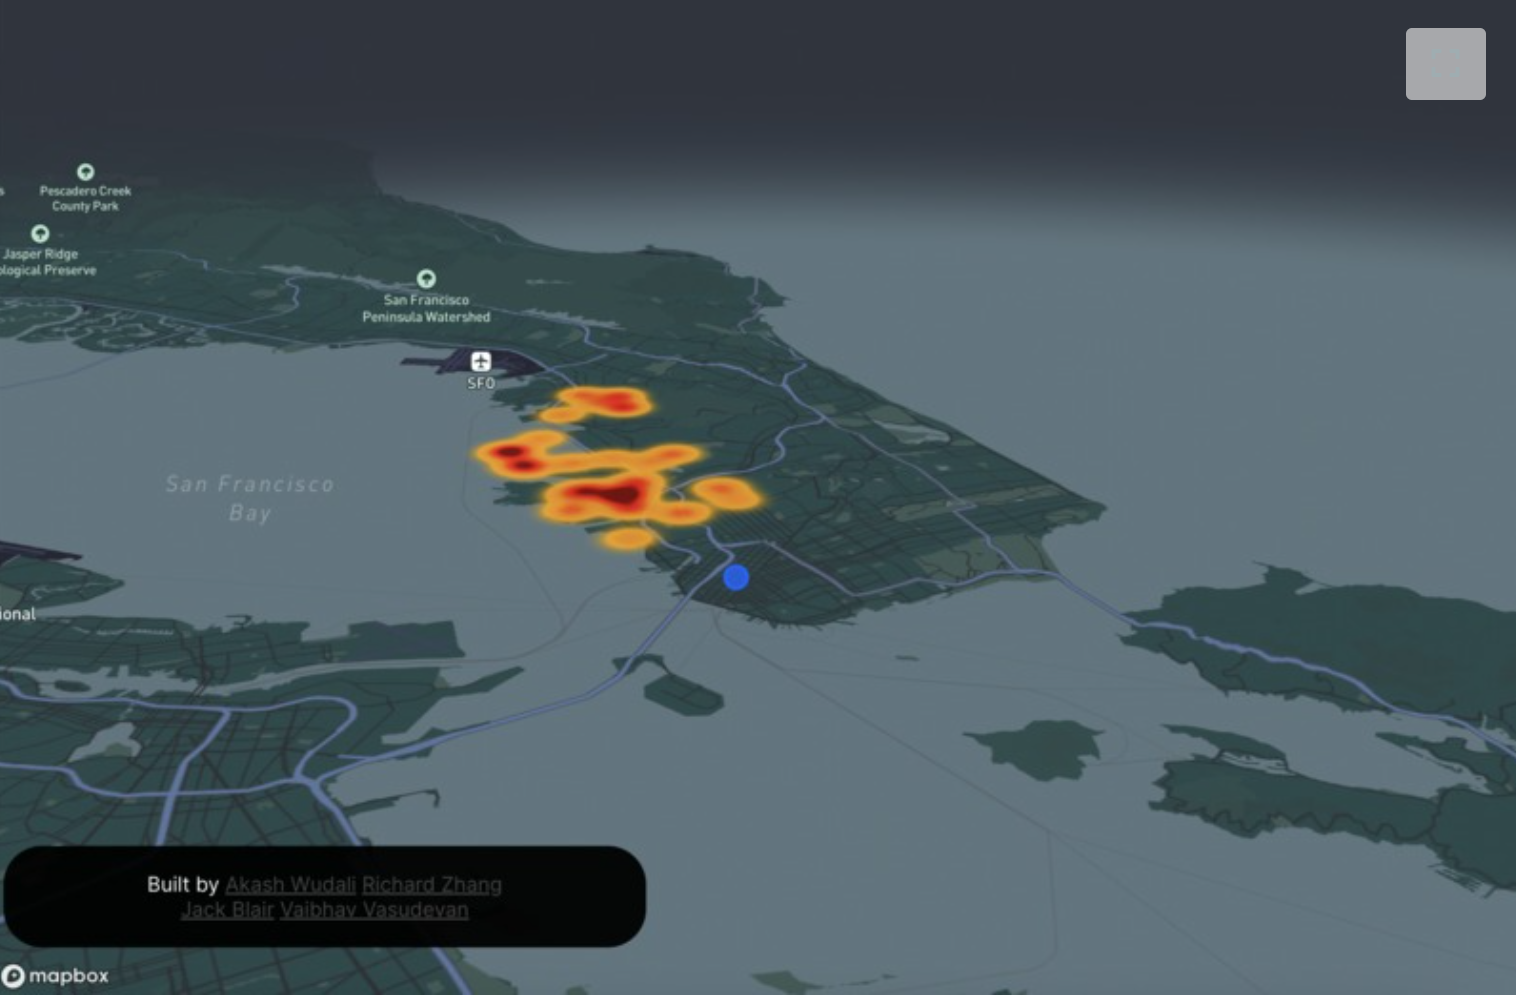 Pescadero Creek
County Park
Jasper Ridge
ological Preserve
San Francisco
Peninsula Watershed
SFO
San Francisco
Bay
ional
Built by Akash Wudali Richard Zhang
Jack Blair Vaibhav Vasudevan
mapbox